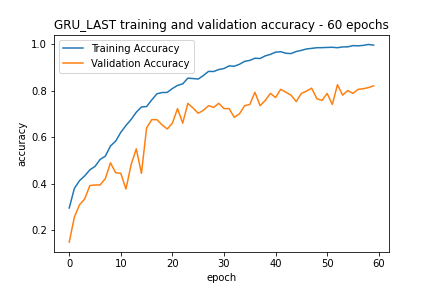 GRU_LAST training and validation accuracy - 60 epochs
Training Accuracy
Validation Accuracy
1.0
0.8
0.6
0.4
0.2
accuracy
0 10 20 30 40 50 60
epoch